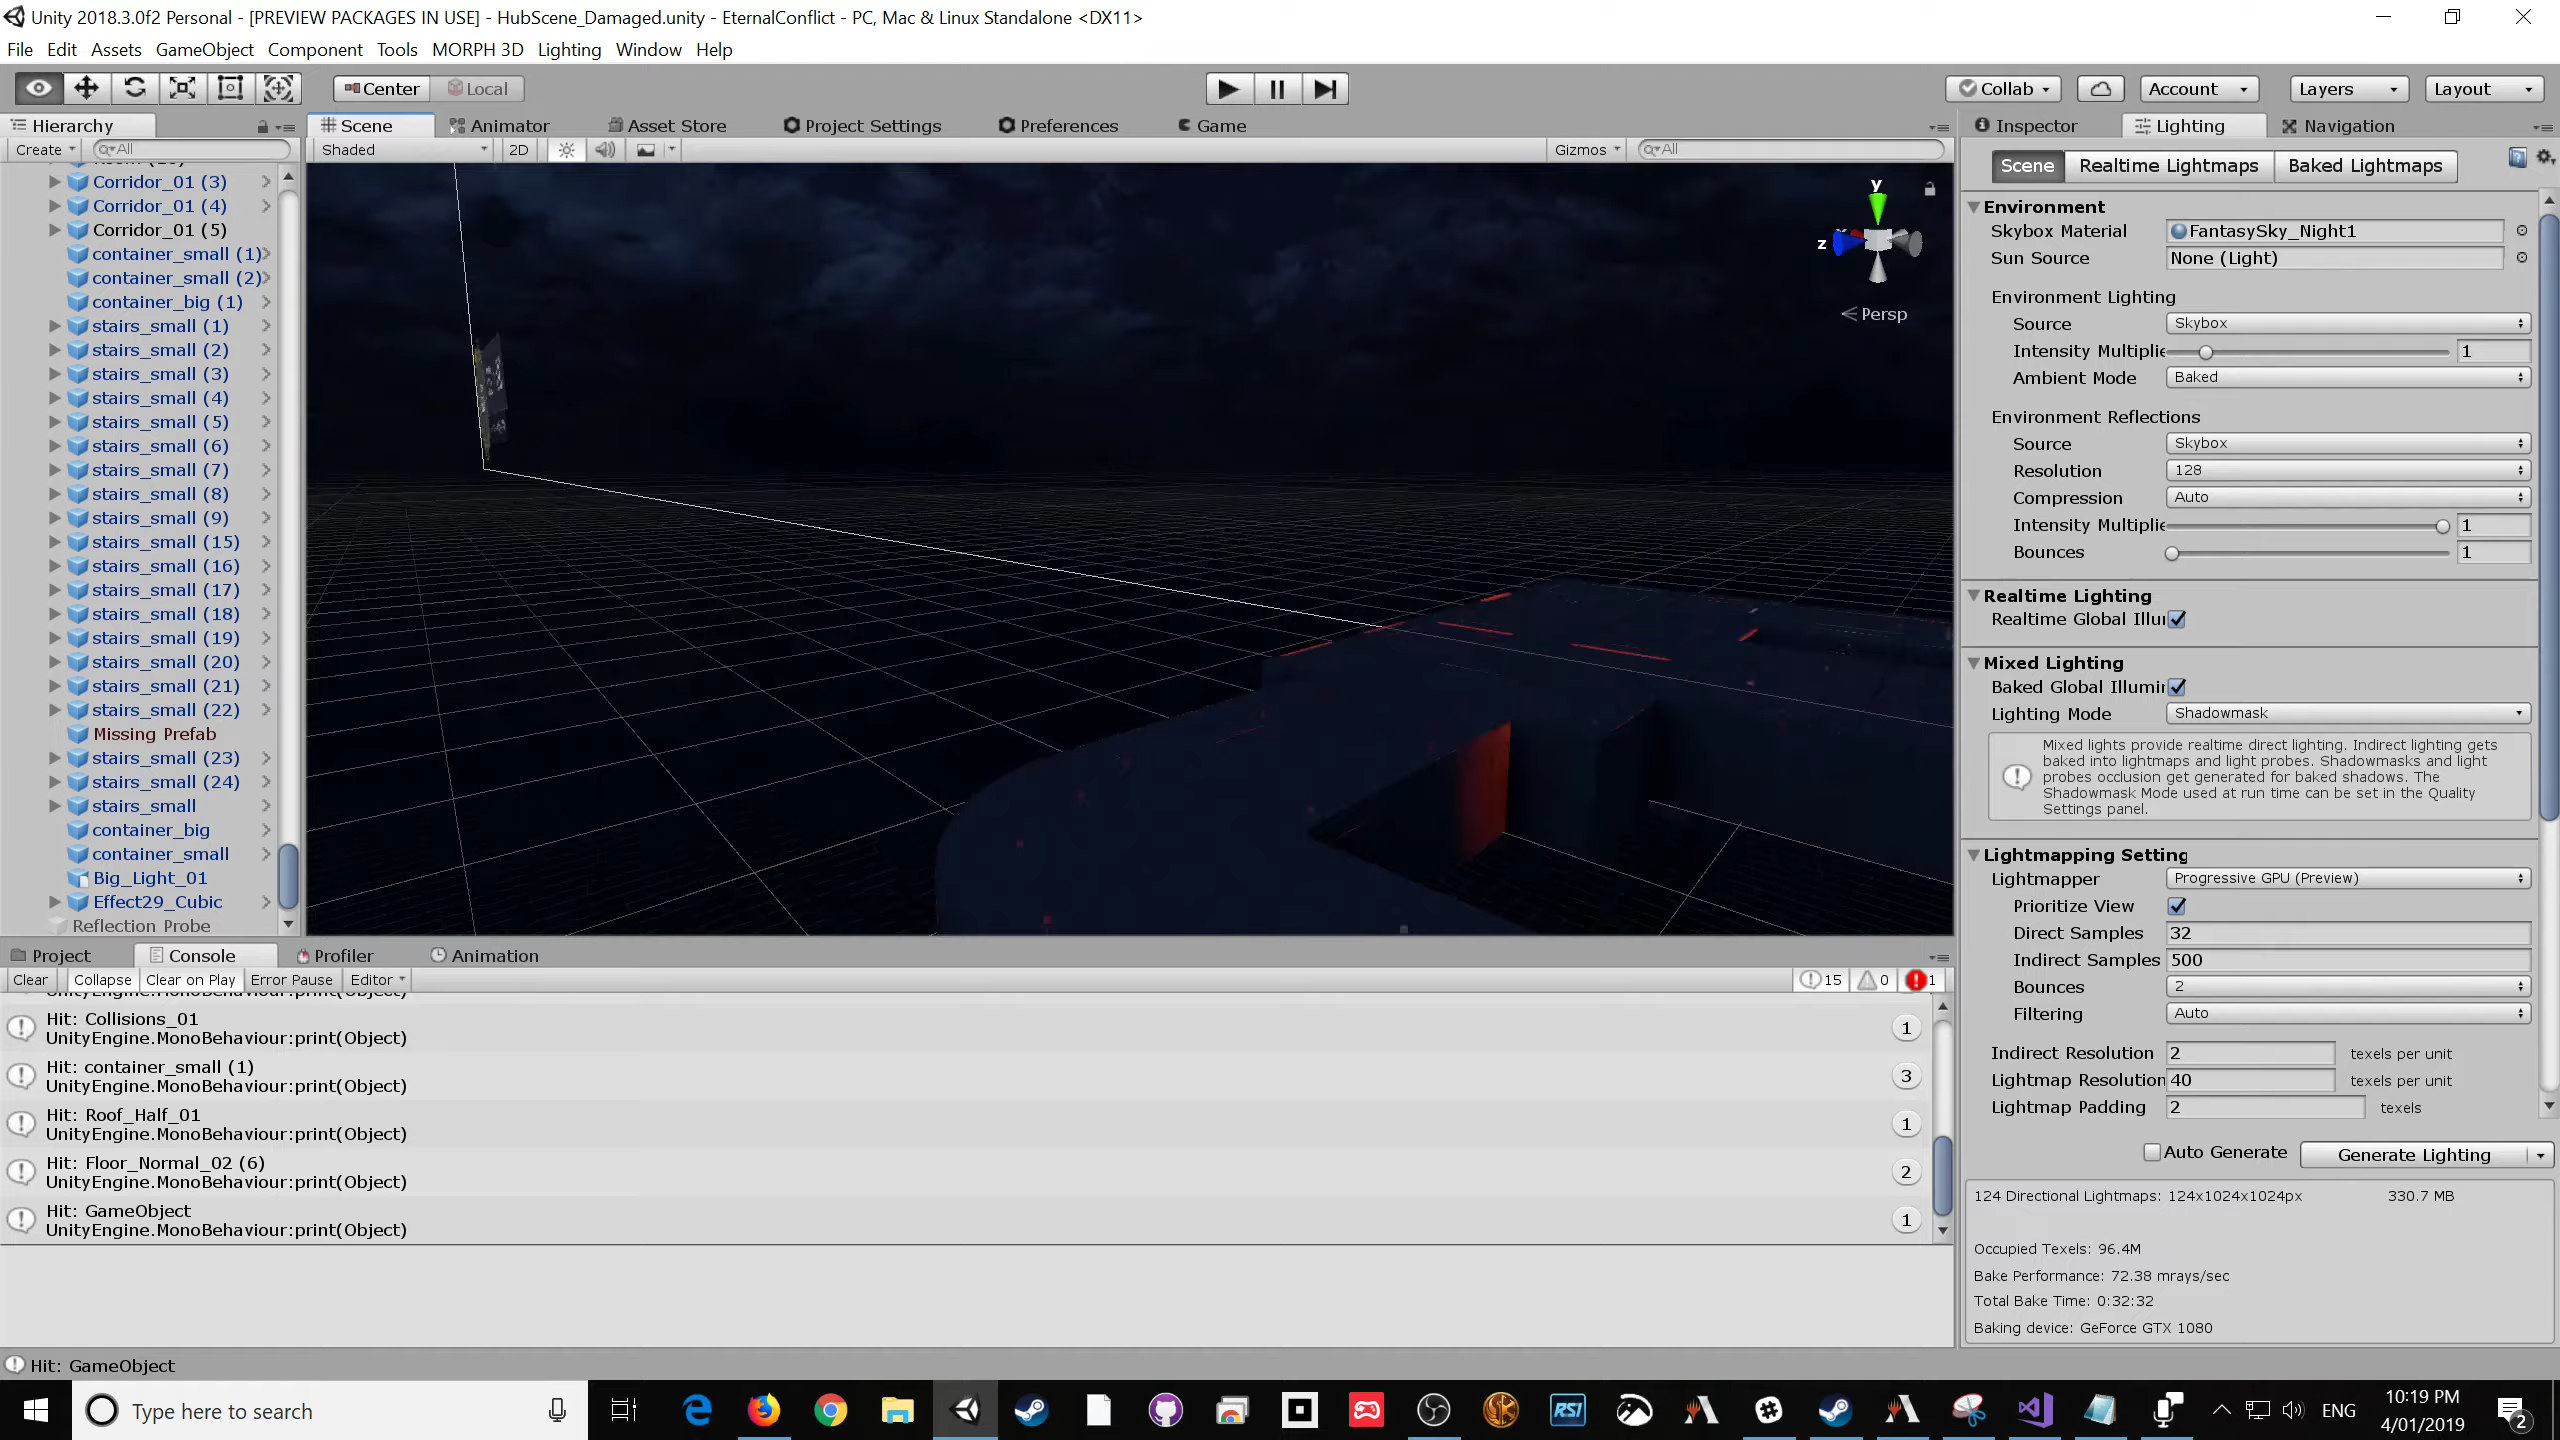 Unity 2018.3.0f2 Personal - [PREVIEW PACKAGES IN USE] - HubScene_Damaged.unity - EternalConflict - PC, Mac & Linux Standalone <DX11>
File Edit Assets GameObject Component Tools MORPH 3D Lighting Window Help
Center Local Collab Account Layers Layout
Hierarchy
Create All
Corridor_01 (3)
Corridor_01 (4)
Corridor_01 (5)
container_small (1)
container_small (2)
container_big (1)
stairs_small (1)
stairs_small (2)
stairs_small (3)
stairs_small (4)
stairs_small (5)
stairs_small (6)
stairs_small (7)
stairs_small (8)
stairs_small (9)
stairs_small (15)
stairs_small (16)
stairs_small (17)
stairs_small (18)
stairs_small (19)
stairs_small (20)
stairs_small (21)
stairs_small (22)
Missing Prefab
stairs_small (23)
stairs_small (24)
stairs_small
container_big
container_small
Big_Light_01
Effect29_Cubic
Reflection Probe
Scene Animator Asset Store Project Settings Preferences Game
Shaded 2D Gizmos All
y
z
Persp
Project Console Profiler Animation
Clear Collapse Clear on Play Error Pause Editor 15 0 1
UnityEngine.MonoBehaviour:print(Object)
Hit: Collisions_01
UnityEngine.MonoBehaviour:print(Object) 1
Hit: container_small (1)
UnityEngine.MonoBehaviour:print(Object) 3
Hit: Roof_Half_01
UnityEngine.MonoBehaviour:print(Object) 1
Hit: Floor_Normal_02 (6)
UnityEngine.MonoBehaviour:print(Object) 2
Hit: GameObject
UnityEngine.MonoBehaviour:print(Object) 1
Hit: GameObject
Inspector Lighting Navigation
Scene Realtime Lightmaps Baked Lightmaps
Environment
Skybox Material FantasySky_Night1
Sun Source None (Light)
Environment Lighting
Source Skybox
Intensity Multiplie 1
Ambient Mode Baked
Environment Reflections
Source Skybox
Resolution 128
Compression Auto
Intensity Multiplie 1
Bounces 1
Realtime Lighting
Realtime Global Illu
Mixed Lighting
Baked Global Illumi
Lighting Mode Shadowmask
Mixed lights provide realtime direct lighting. Indirect lighting gets
baked into lightmaps and light probes. Shadowmasks and light
probes occlusion get generated for baked shadows. The
Shadowmask Mode used at run time can be set in the Quality
Settings panel.
Lightmapping Setting
Lightmapper Progressive GPU (Preview)
Prioritize View
Direct Samples 32
Indirect Samples 500
Bounces 2
Filtering Auto
Indirect Resolution 2 texels per unit
Lightmap Resolution 40 texels per unit
Lightmap Padding 2 texels
Auto Generate Generate Lighting
124 Directional Lightmaps: 124x1024x1024px 330.7 MB
Occupied Texels: 96.4M
Bake Performance: 72.38 mrays/sec
Total Bake Time: 0:32:32
Baking device: GeForce GTX 1080
Type here to search
RSI
ENG
10:19 PM
4/01/2019
2